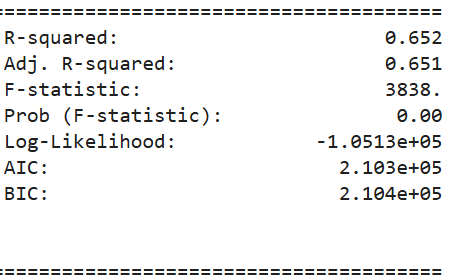 ==========================================
R-squared: 0.652
Adj. R-squared: 0.651
F-statistic: 3838.
Prob (F-statistic): 0.00
Log-Likelihood: -1.0513e+05
AIC: 2.103e+05
BIC: 2.104e+05
==========================================